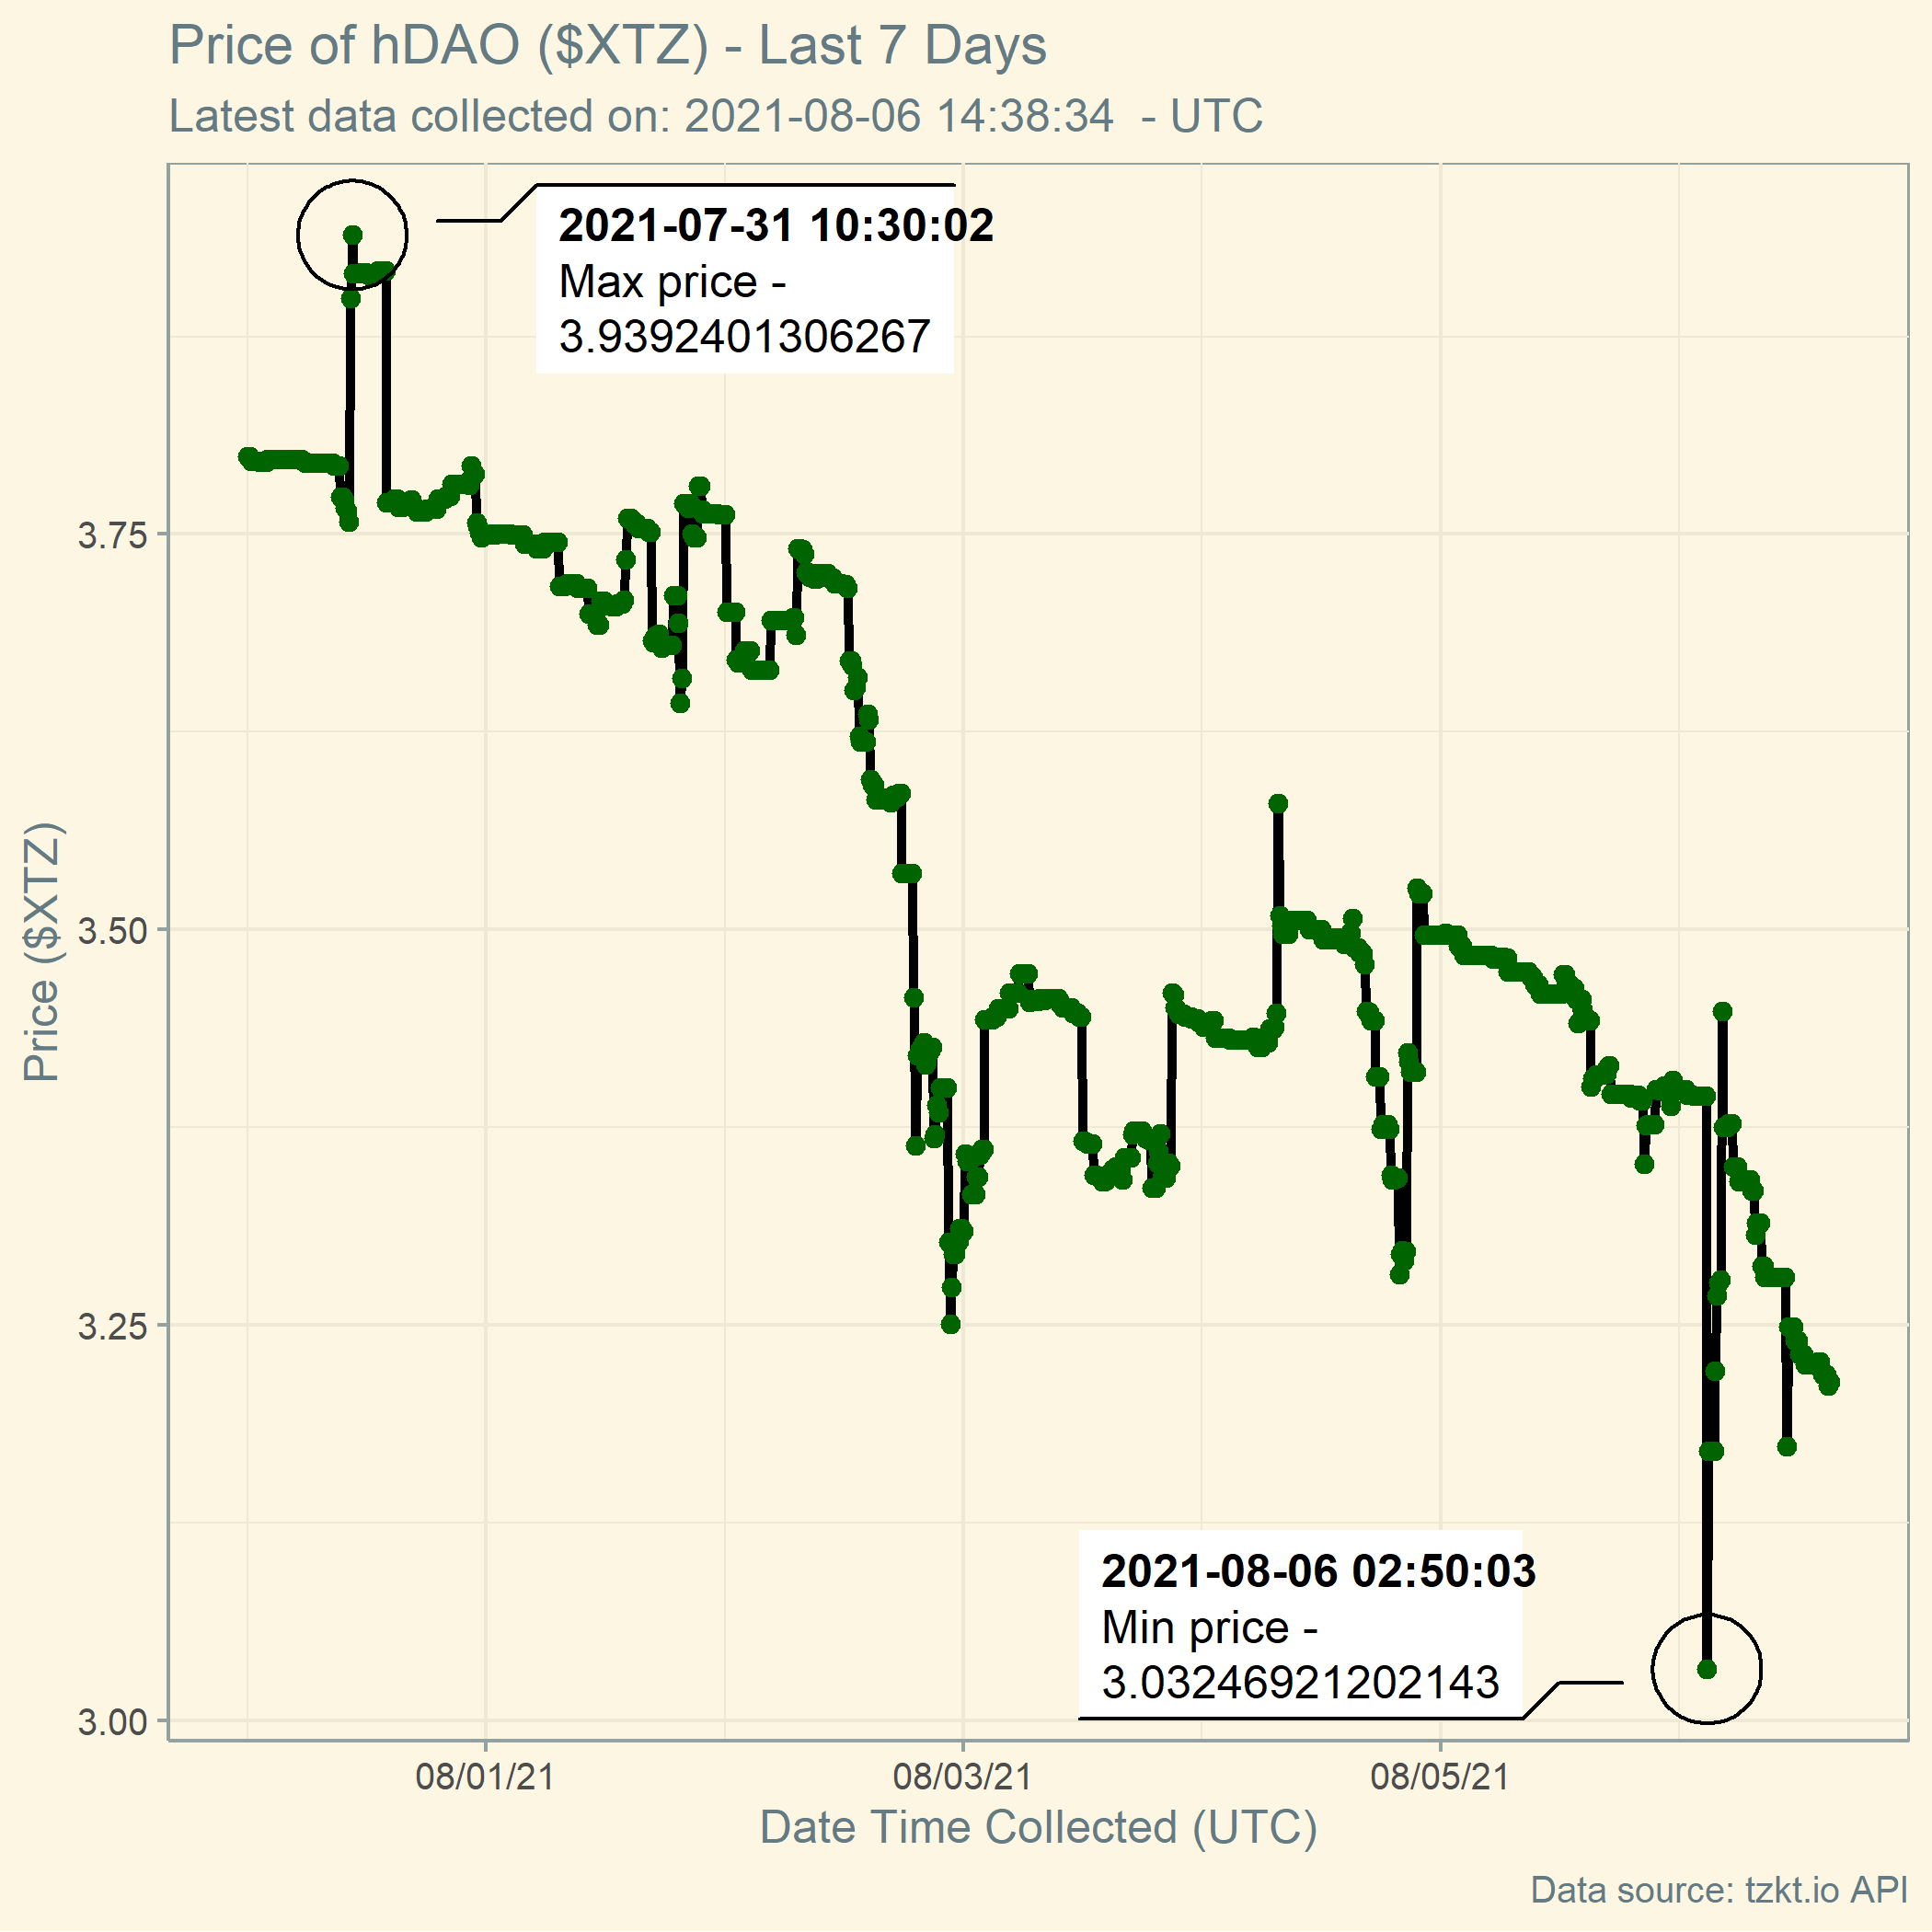 Price of hDAO ($XTZ) - Last 7 Days
Latest data collected on: 2021-08-06 14:38:34  - UTC
2021-07-31 10:30:02
Max price -
3.9392401306267
Price ($XTZ)
3.75
3.50
3.25
3.00
2021-08-06 02:50:03
Min price -
3.03246921202143
08/01/21
08/03/21
08/05/21
Date Time Collected (UTC)
Data source: tzkt.io API